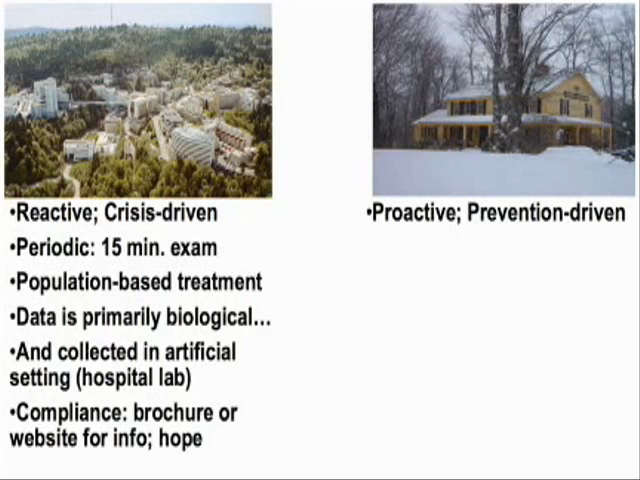 •Reactive; Crisis-driven
•Periodic: 15 min. exam
•Population-based treatment
•Data is primarily biological…
•And collected in artificial
setting (hospital lab)
•Compliance: brochure or
website for info; hope
•Proactive; Prevention-driven